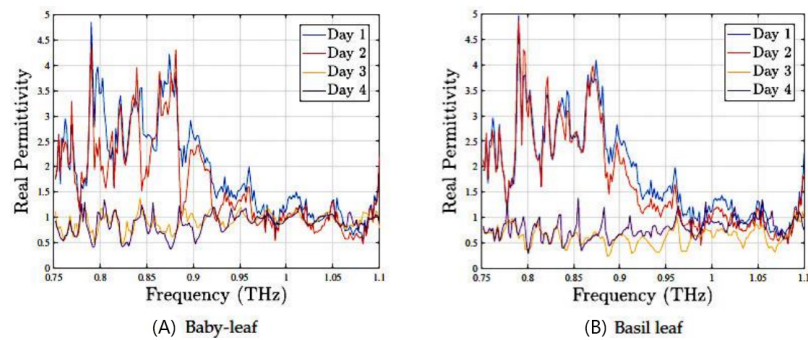 Real Permittivity
5
4.5
4
3.5
3
2.5
2
1.5
1
0.5
0
Day 1
Day 2
Day 3
Day 4
0.75 0.8 0.85 0.9 0.95 1 1.05 1.1
Frequency (THz)
(A) Baby-leaf
Real Permittivity
5
4.5
4
3.5
3
2.5
2
1.5
1
0.5
0
Day 1
Day 2
Day 3
Day 4
0.75 0.8 0.85 0.9 0.95 1 1.05 1.1
Frequency (THz)
(B) Basil leaf